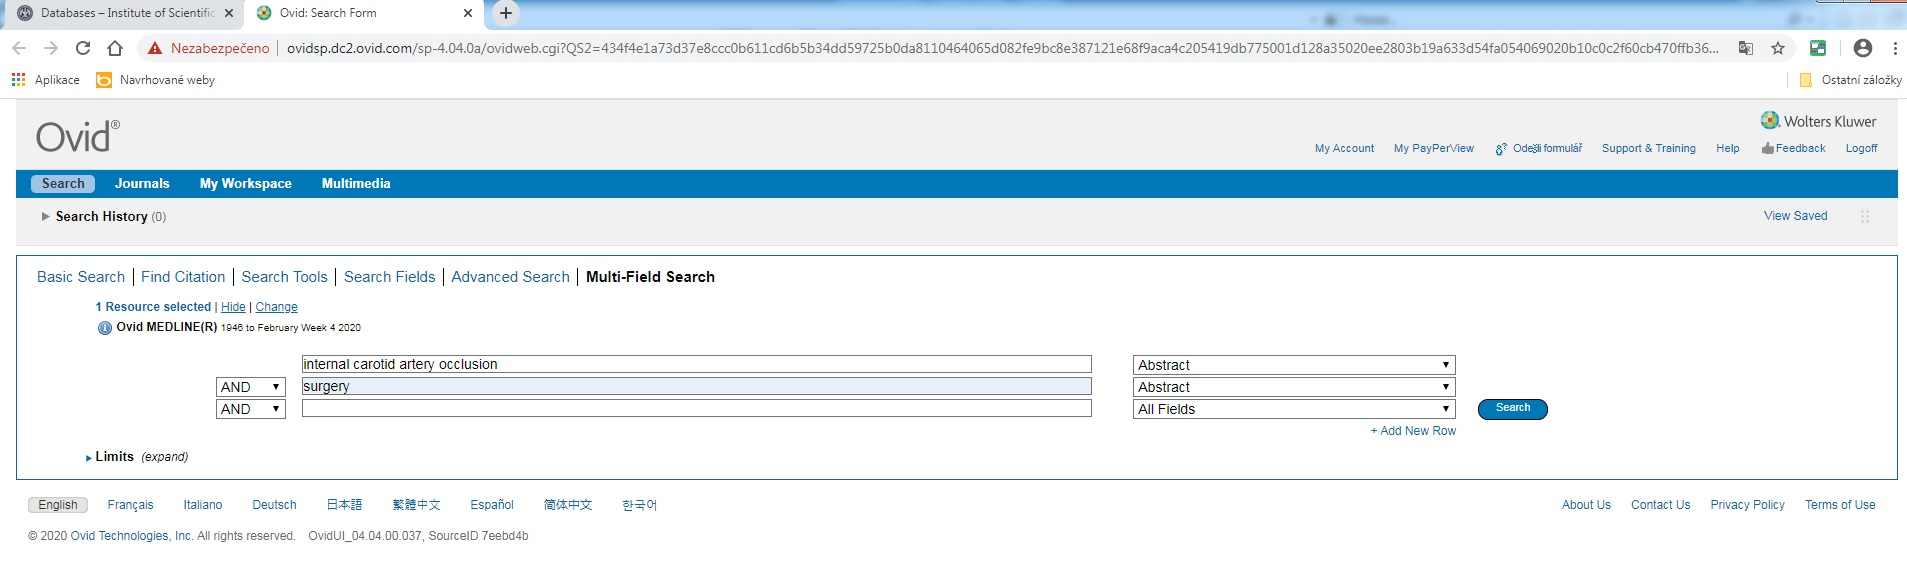 Databases – Institute of Scientific
Ovid: Search Form
Nezabezpečeno
ovidsp.dc2.ovid.com/sp-4.04.0a/ovidweb.cgi?QS2=434f4e1a73d37e8ccc0b611cd6b5b34dd59725b0da8110464065d082fe9bc8e387121e68f9aca4c205419db775001d128a35020ee2803b19a633d54fa054069020b10c0c2f60cb470ffb36...
Aplikace Navrhované weby Ostatní záložky
Ovid®
Wolters Kluwer
My Account My PayPerView Odešli formulář Support & Training Help Feedback Logoff
Search Journals My Workspace Multimedia
Search History (0) View Saved
Basic Search | Find Citation | Search Tools | Search Fields | Advanced Search | Multi-Field Search
1 Resource selected | Hide | Change
Ovid MEDLINE(R) 1946 to February Week 4 2020
internal carotid artery occlusion Abstract
AND surgery Abstract
AND All Fields Search
+ Add New Row
Limits (expand)
English Français Italiano Deutsch 日本語 繁體中文 Español 简体中文 한국어 About Us Contact Us Privacy Policy Terms of Use
© 2020 Ovid Technologies, Inc. All rights reserved. OvidUI_04.04.00.037, SourceID 7eebd4b